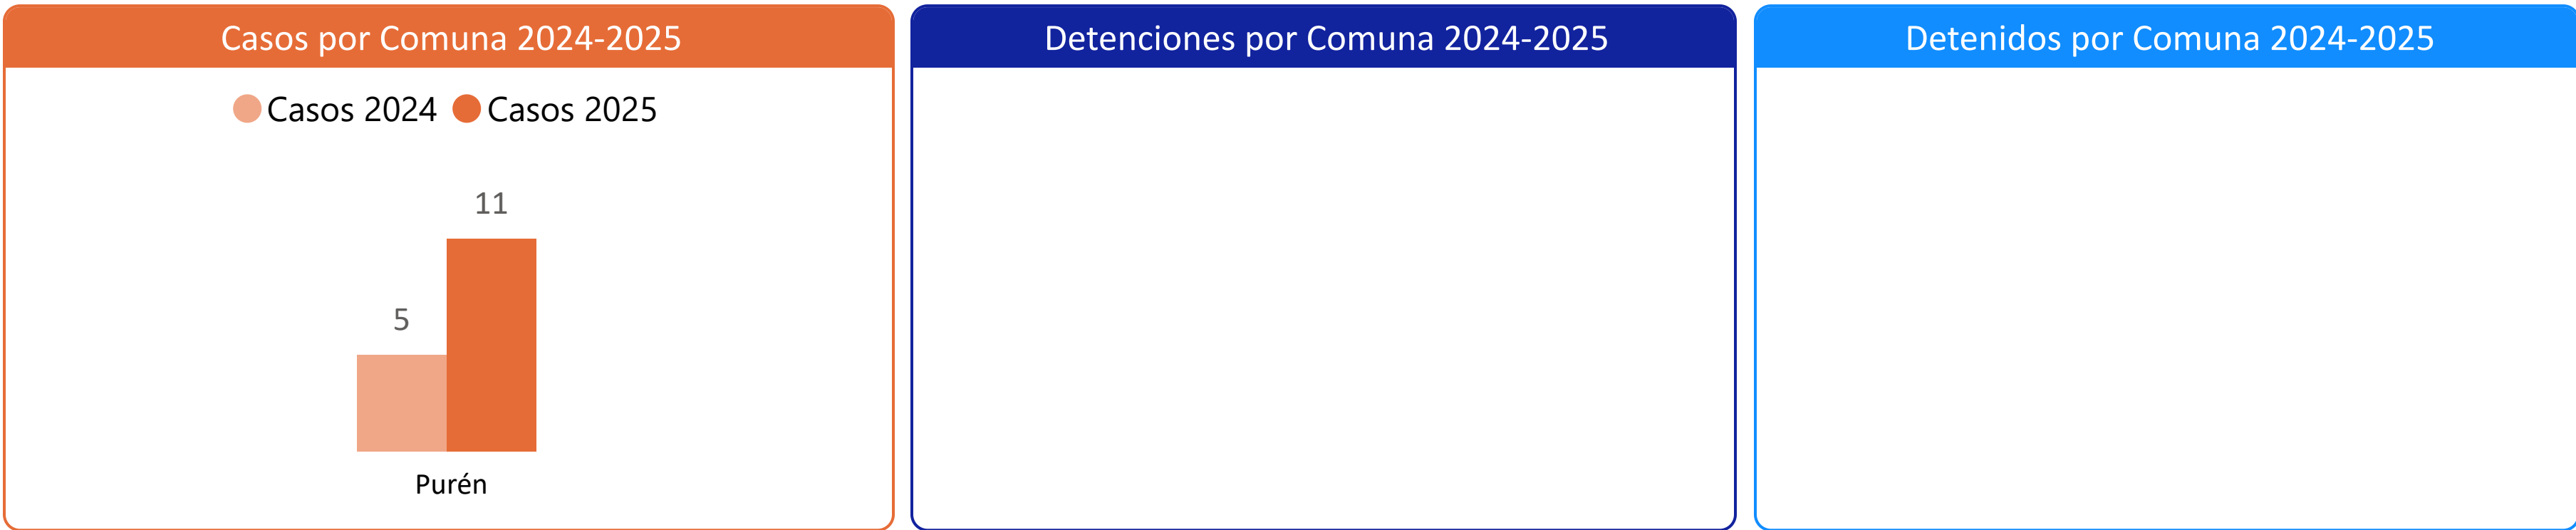 Casos por Comuna 2024-2025
Casos 2024 Casos 2025
11
5
Purén
Detenciones por Comuna 2024-2025
Detenidos por Comuna 2024-2025